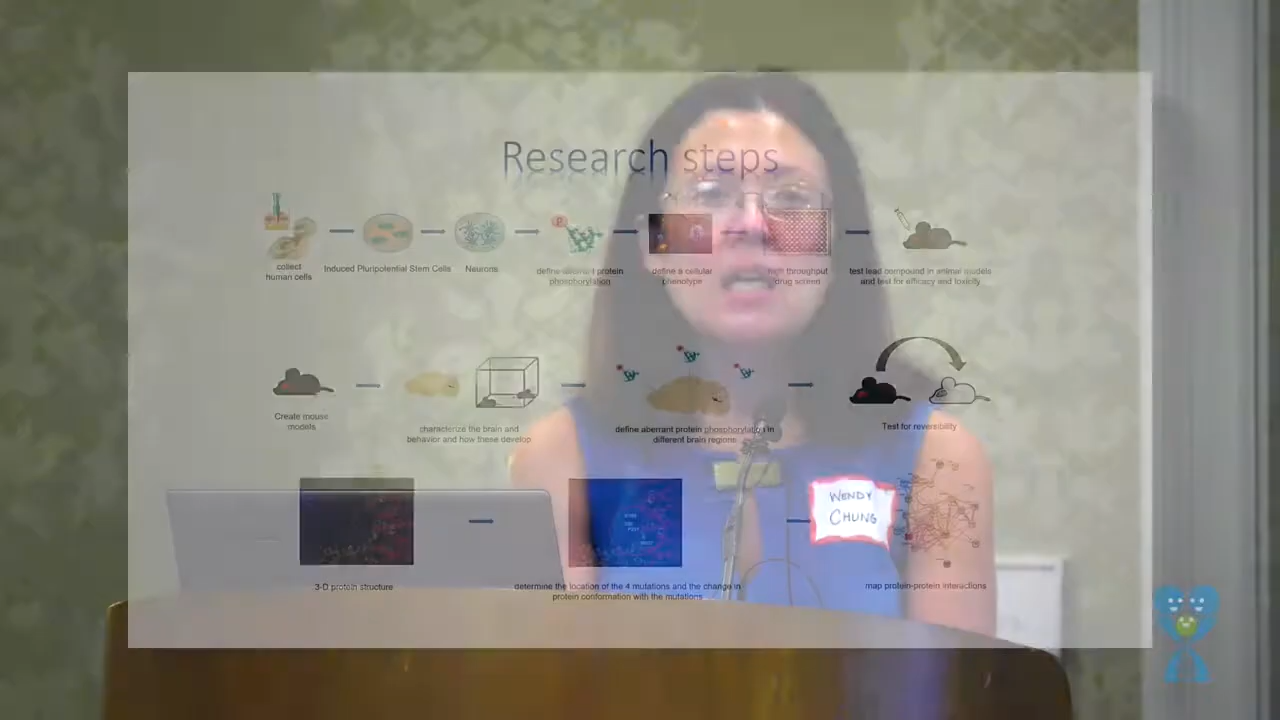 Research steps
collect
human cells
Induced Pluripotential Stem Cells
Neurons
define aberrant protein
phosphorylation
define a cellular
phenotype
high throughput
drug screen
test lead compound in animal models
and test for efficacy and toxicity
Create mouse
models
characterize the brain and
behavior and how these develop
define aberrant protein phosphorylation in
different brain regions
Test for reversibility
WENDY
CHUNG
3-D protein structure
determine the location of the 4 mutations and the change in
protein conformation with the mutations
map protein-protein interactions